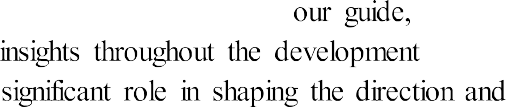 our guide,
insights throughout the development
significant role in shaping the direction and